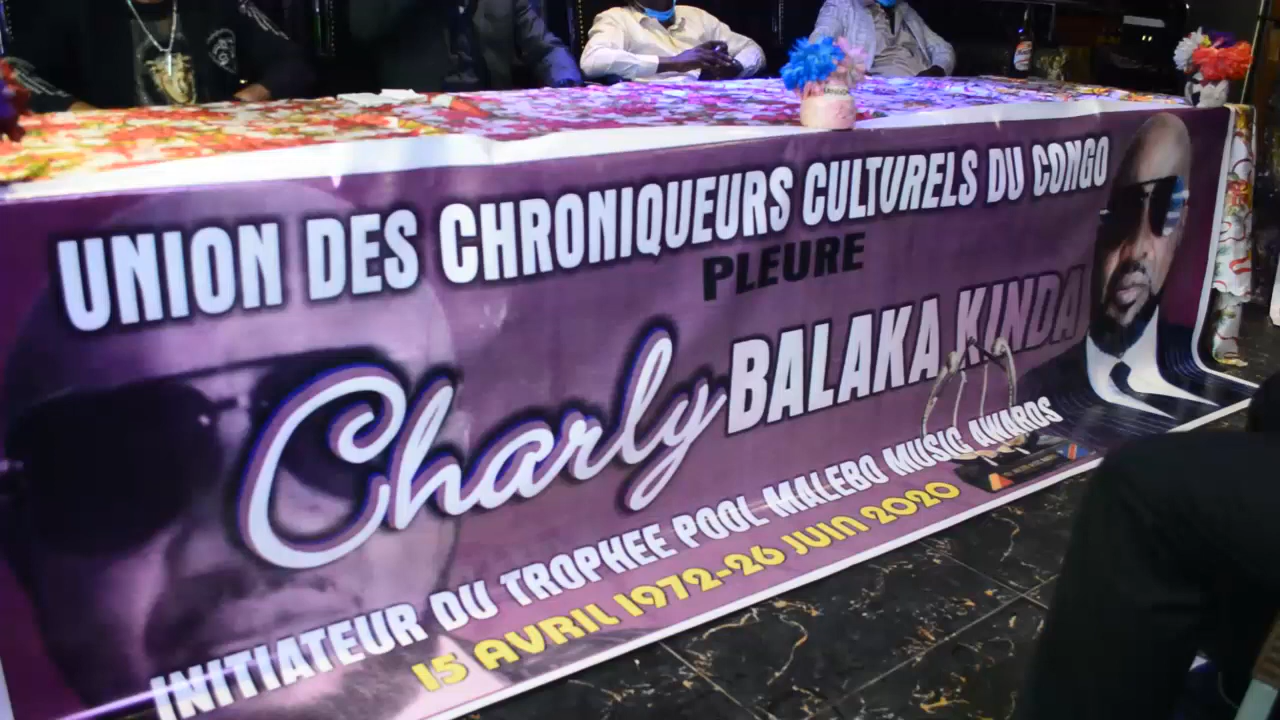 UNION DES CHRONIQUEURS CULTURELS DU CONGO
PLEURE
Charly BALAKA KINDA
INITIATEUR DU TROPHEE POOL MALEBO MUSIC AWARDS
15 AVRIL 1972-26 JUIN 2020